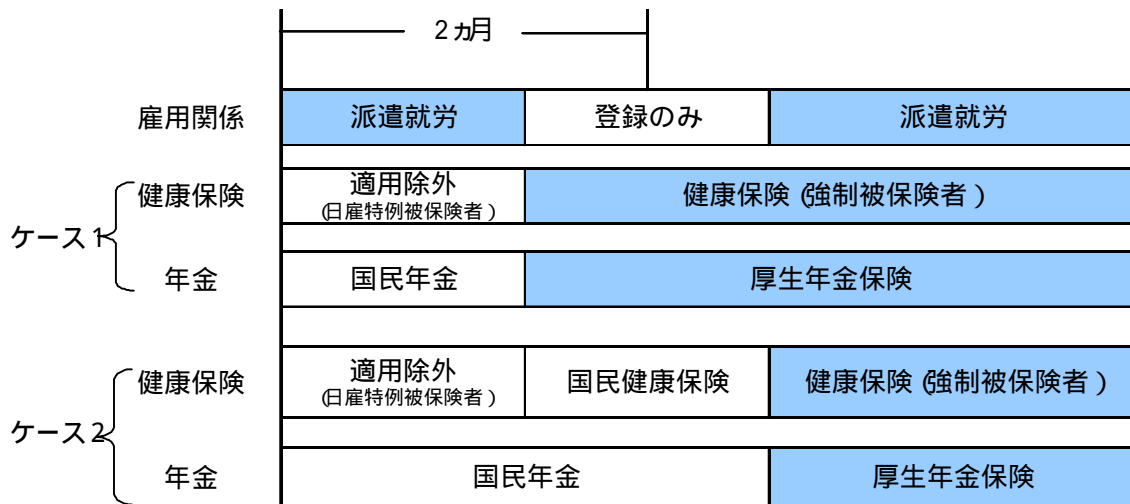 2ヵ月
雇用関係
派遣就労
登録のみ
派遣就労
ケース1
健康保険
適用除外
(日雇特例被保険者)
健康保険(強制被保険者)
年金
国民年金
厚生年金保険
ケース2
健康保険
適用除外
(日雇特例被保険者)
国民健康保険
健康保険(強制被保険者)
年金
国民年金
厚生年金保険